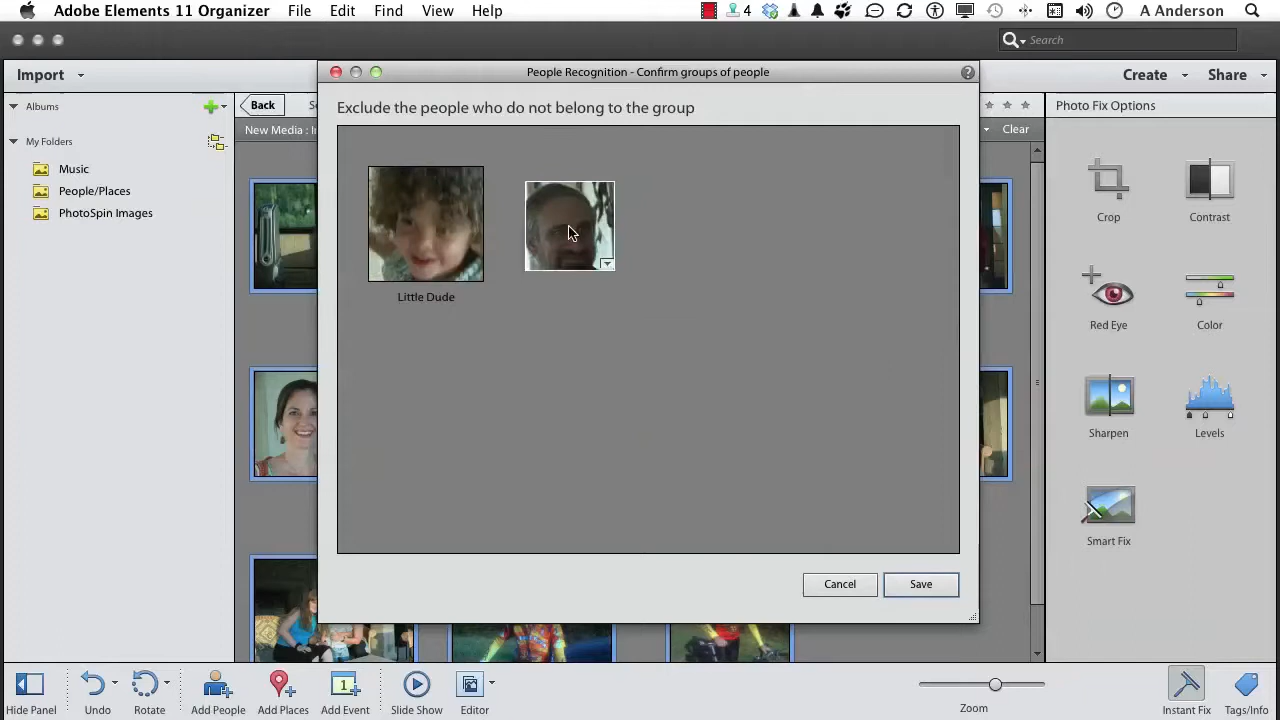 Adobe Elements 11 Organizer File Edit Find View Help 4 A Anderson
Search
Import Create Share
People Recognition - Confirm groups of people ?
Albums Back Clear Photo Fix Options
Exclude the people who do not belong to the group
New Media :
My Folders
Music
People/Places
PhotoSpin Images
Crop Contrast
Little Dude
Red Eye Color
Sharpen Levels
Smart Fix
Cancel Save
1
Hide Panel Undo Rotate Add People Add Places Add Event Slide Show Editor Zoom Instant Fix Tags/Info